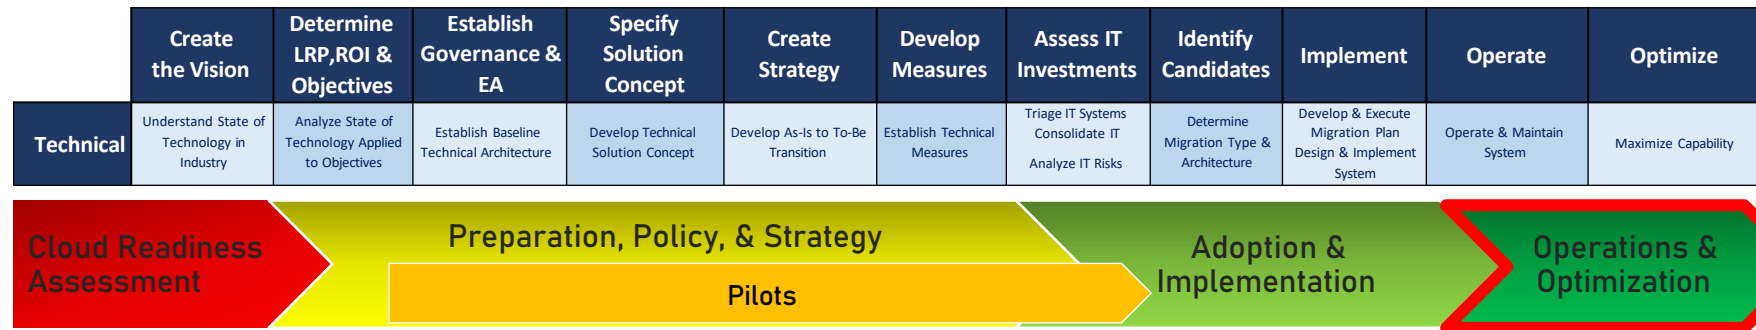 Create
the Vision
Determine
LRP,ROI &
Objectives
Establish
Governance &
EA
Specify
Solution
Concept
Create
Strategy
Develop
Measures
Assess IT
Investments
Identify
Candidates
Implement
Operate
Optimize
Technical
Understand State of
Technology in
Industry
Analyze State of
Technology Applied
to Objectives
Establish Baseline
Technical Architecture
Develop Technical
Solution Concept
Develop As-Is to To-Be
Transition
Establish Technical
Measures
Triage IT Systems
Consolidate IT
Analyze IT Risks
Determine
Migration Type &
Architecture
Develop & Execute
Migration Plan
Design & Implement
System
Operate & Maintain
System
Maximize Capability
Cloud Readiness
Assessment
Preparation, Policy, & Strategy
Pilots
Adoption &
Implementation
Operations &
Optimization